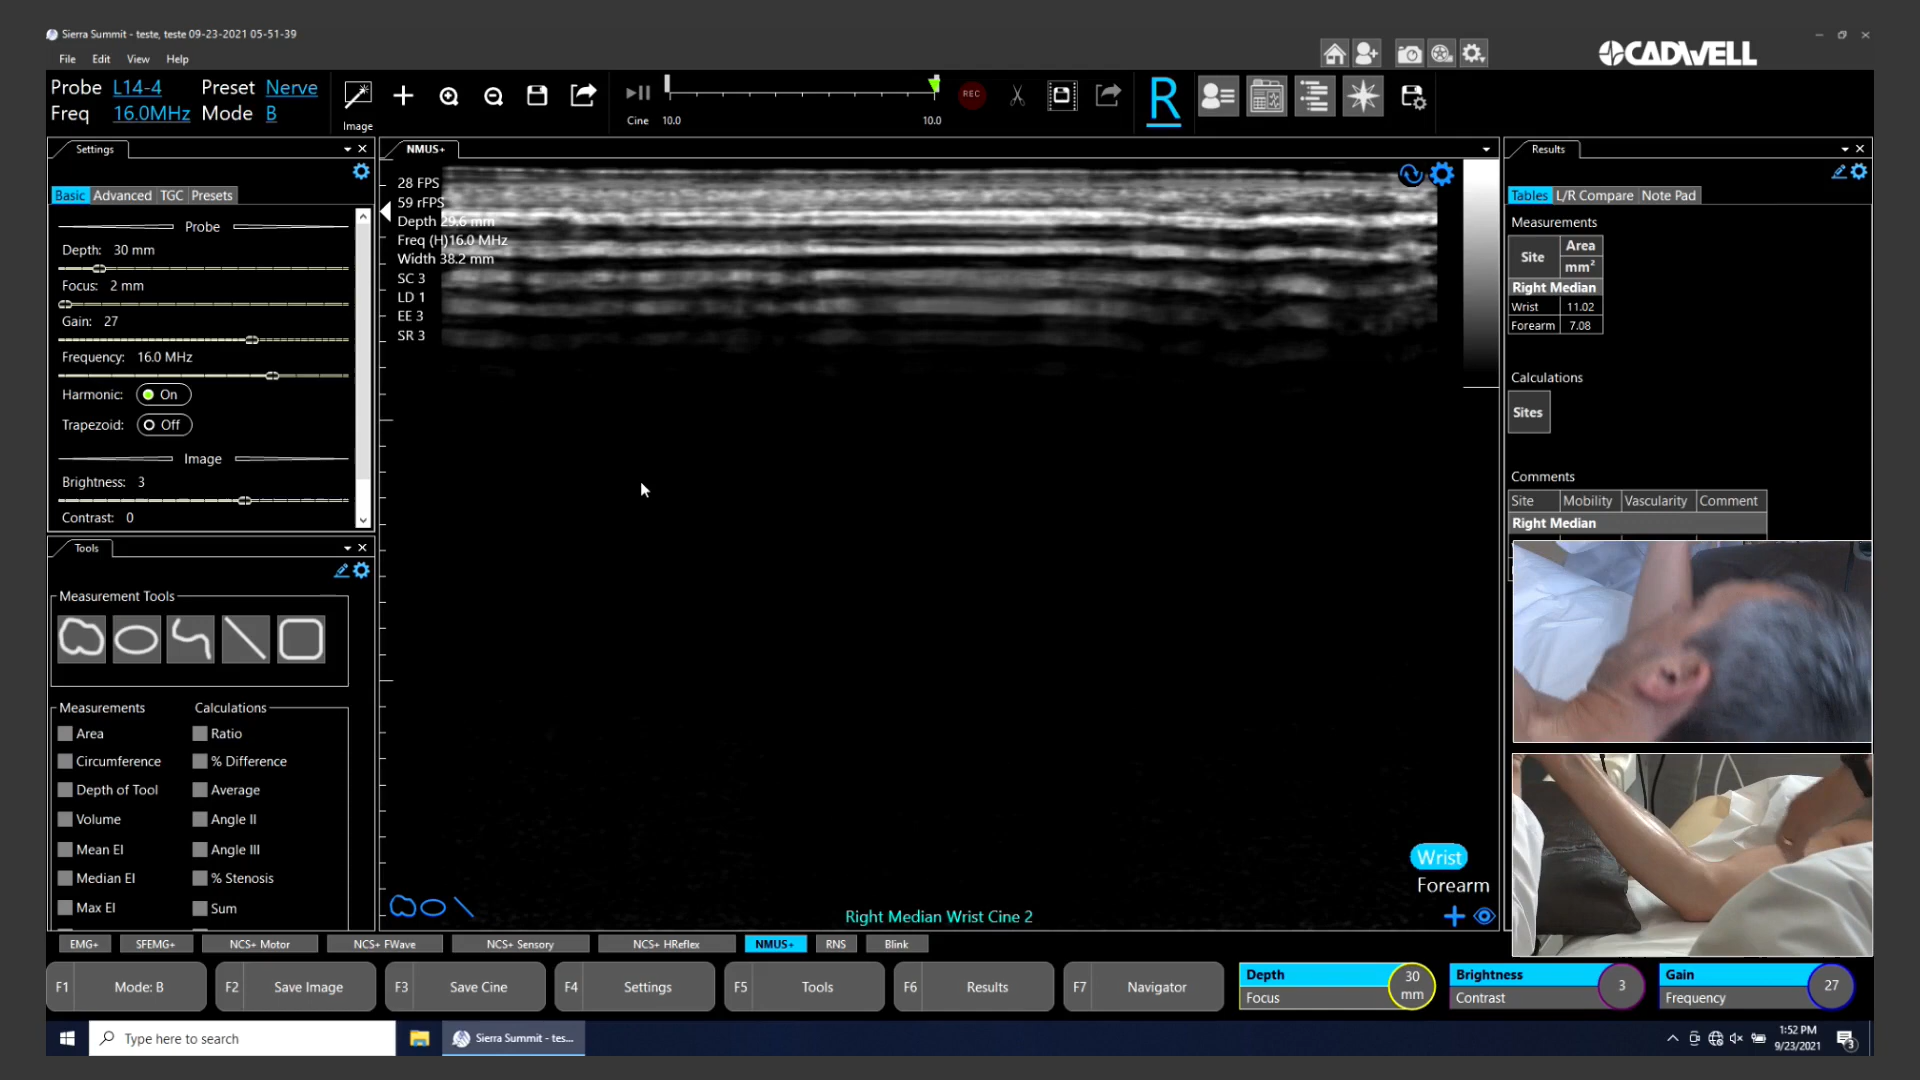 Sierra Summit - teste, teste 09-23-2021 05-51-39
File Edit View Help
CADWELL
Probe L14-4 Preset Nerve
Freq 16.0MHz Mode B
Image
Cine 10.0 10.0
REC
R
Settings
Basic Advanced TGC Presets
Probe
Depth: 30 mm
Focus: 2 mm
Gain: 27
Frequency: 16.0 MHz
Harmonic: On
Trapezoid: Off
Image
Brightness: 3
Contrast: 0
Tools
Measurement Tools
Measurements Calculations
Area Ratio
Circumference % Difference
Depth of Tool Average
Volume Angle II
Mean EI Angle III
Median EI % Stenosis
Max EI Sum
NMUS+
28 FPS
59 rFPS
Depth 29.6 mm
Freq (H)16.0 MHz
Width 38.2 mm
SC 3
LD 1
EE 3
SR 3
Wrist
Forearm
Right Median Wrist Cine 2
Results
Tables L/R Compare Note Pad
Measurements
Site Area
mm²
Right Median
Wrist 11.02
Forearm 7.08
Calculations
Sites
Comments
Site Mobility Vascularity Comment
Right Median
EMG+ SFEMG+ NCS+ Motor NCS+ FWave NCS+ Sensory NCS+ HReflex NMUS+ RNS Blink
F1 Mode: B F2 Save Image F3 Save Cine F4 Settings F5 Tools F6 Results F7 Navigator
Depth 30 mm
Focus
Brightness 3
Contrast
Gain 27
Frequency
Type here to search
Sierra Summit - tes...
1:52 PM
9/23/2021
3